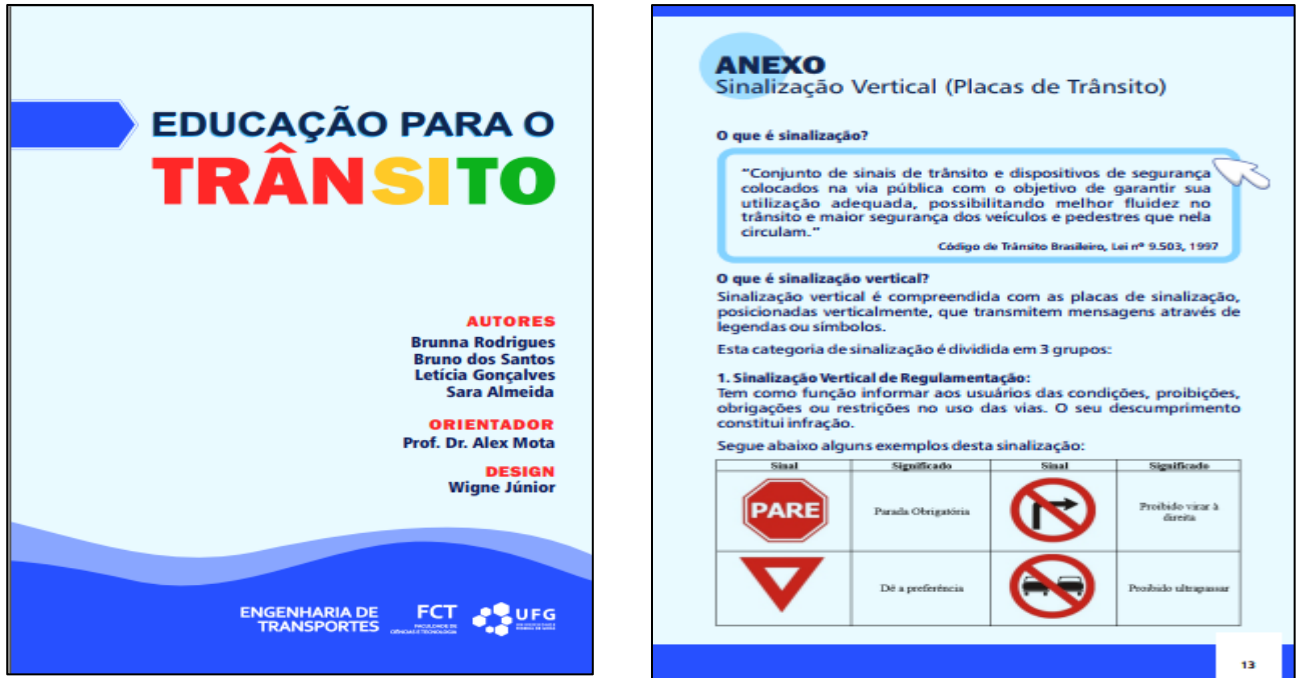 EDUCAÇÃO PARA O
TRÂNSITO
AUTORES
Brunna Rodrigues
Bruno dos Santos
Letícia Gonçalves
Sara Almeida
ORIENTADOR
Prof. Dr. Alex Mota
DESIGN
Wigne Júnior
ENGENHARIA DE
TRANSPORTES
FCT
FACULDADE DE
CIÊNCIAS E TECNOLOGIA
UFG
ANEXO
Sinalização Vertical (Placas de Trânsito)
O que é sinalização?
“Conjunto de sinais de trânsito e dispositivos de segurança
colocados na via pública com o objetivo de garantir sua
utilização adequada, possibilitando melhor fluidez no
trânsito e maior segurança dos veículos e pedestres que nela
circulam.”
Código de Trânsito Brasileiro, Lei nº 9.503, 1997
O que é sinalização vertical?
Sinalização vertical é compreendida com as placas de sinalização,
posicionadas verticalmente, que transmitem mensagens através de
legendas ou símbolos.
Esta categoria de sinalização é dividida em 3 grupos:
1. Sinalização Vertical de Regulamentação:
Tem como função informar aos usuários das condições, proibições,
obrigações ou restrições no uso das vias. O seu descumprimento
constitui infração.
Segue abaixo alguns exemplos desta sinalização:
Sinal Significado Sinal Significado
PARE Parada Obrigatória Proibido virar à
direita
Dê a preferência Proibido ultrapassar
13